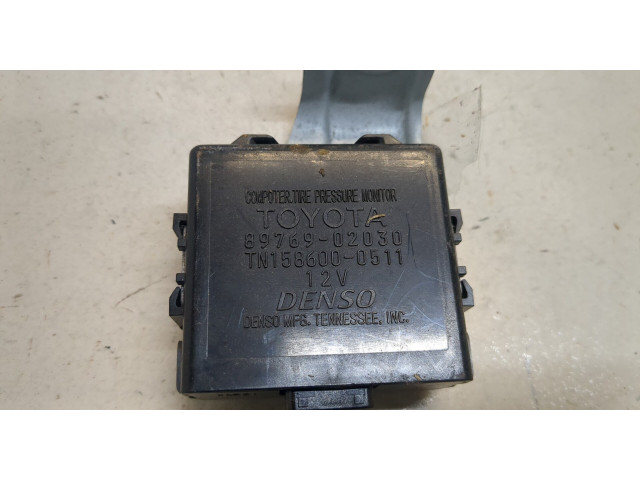 COMPUTER.TIRE PRESSURE MONITOR
TOYOTA
89769-02030
TN158600-0511
12V
DENSO
DENSO MFG. TENNESSEE, INC.